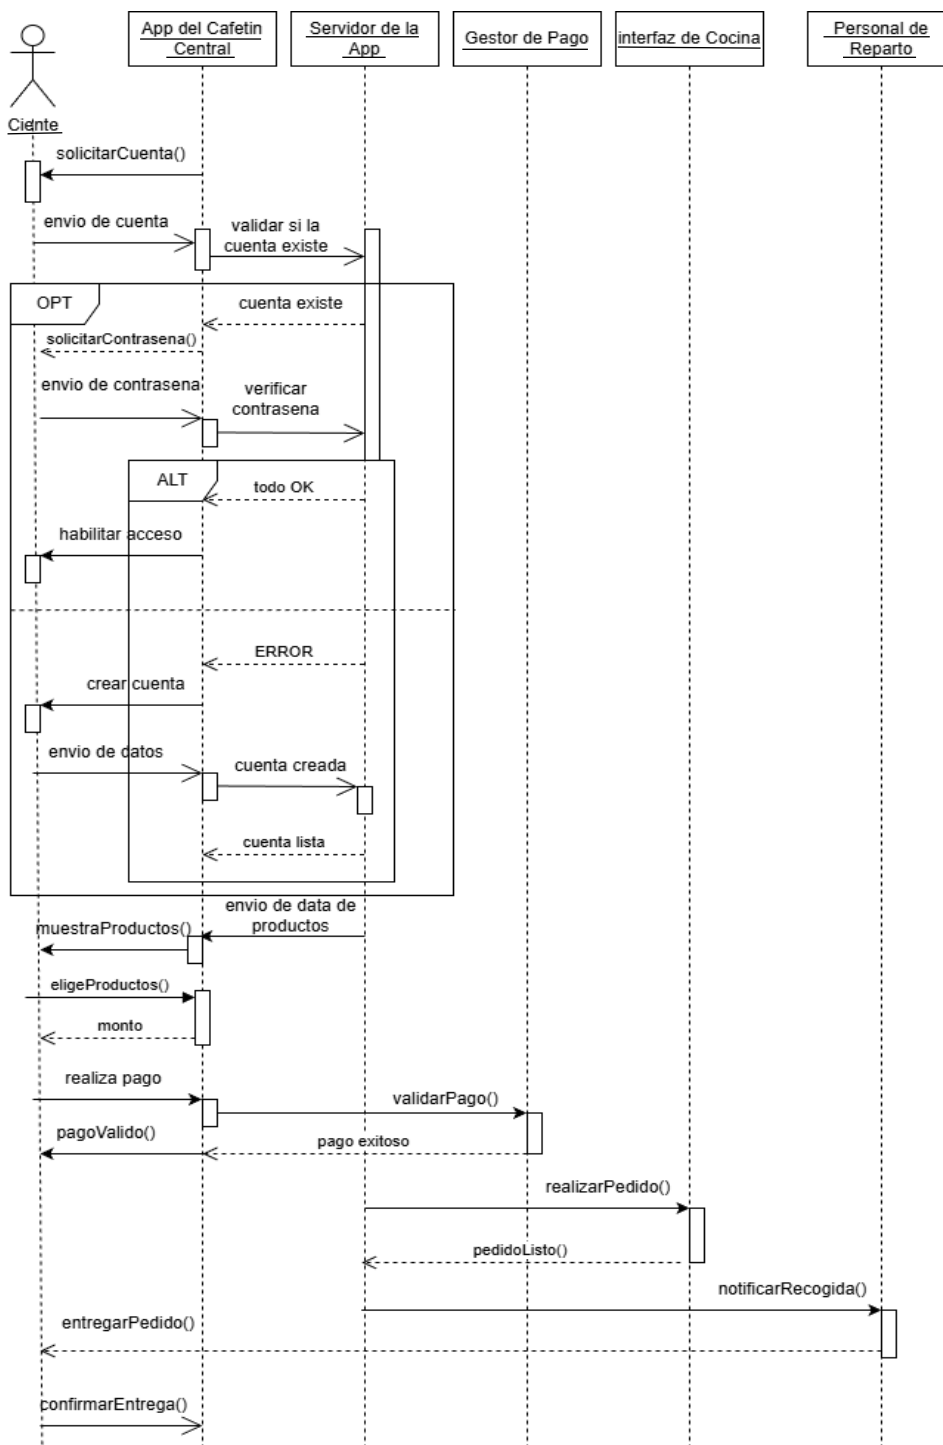 App del Cafetin
Central
Servidor de la
App
Gestor de Pago
interfaz de Cocina
Personal de
Reparto
Ciente
solicitarCuenta()
envio de cuenta
validar si la
cuenta existe
OPT
cuenta existe
solicitarContrasena()
envio de contrasena
verificar
contrasena
ALT
todo OK
habilitar acceso
ERROR
crear cuenta
envio de datos
cuenta creada
cuenta lista
envio de data de
productos
muestraProductos()
eligeProductos()
monto
realiza pago
validarPago()
pagoValido()
pago exitoso
realizarPedido()
pedidoListo()
notificarRecogida()
entregarPedido()
confirmarEntrega()